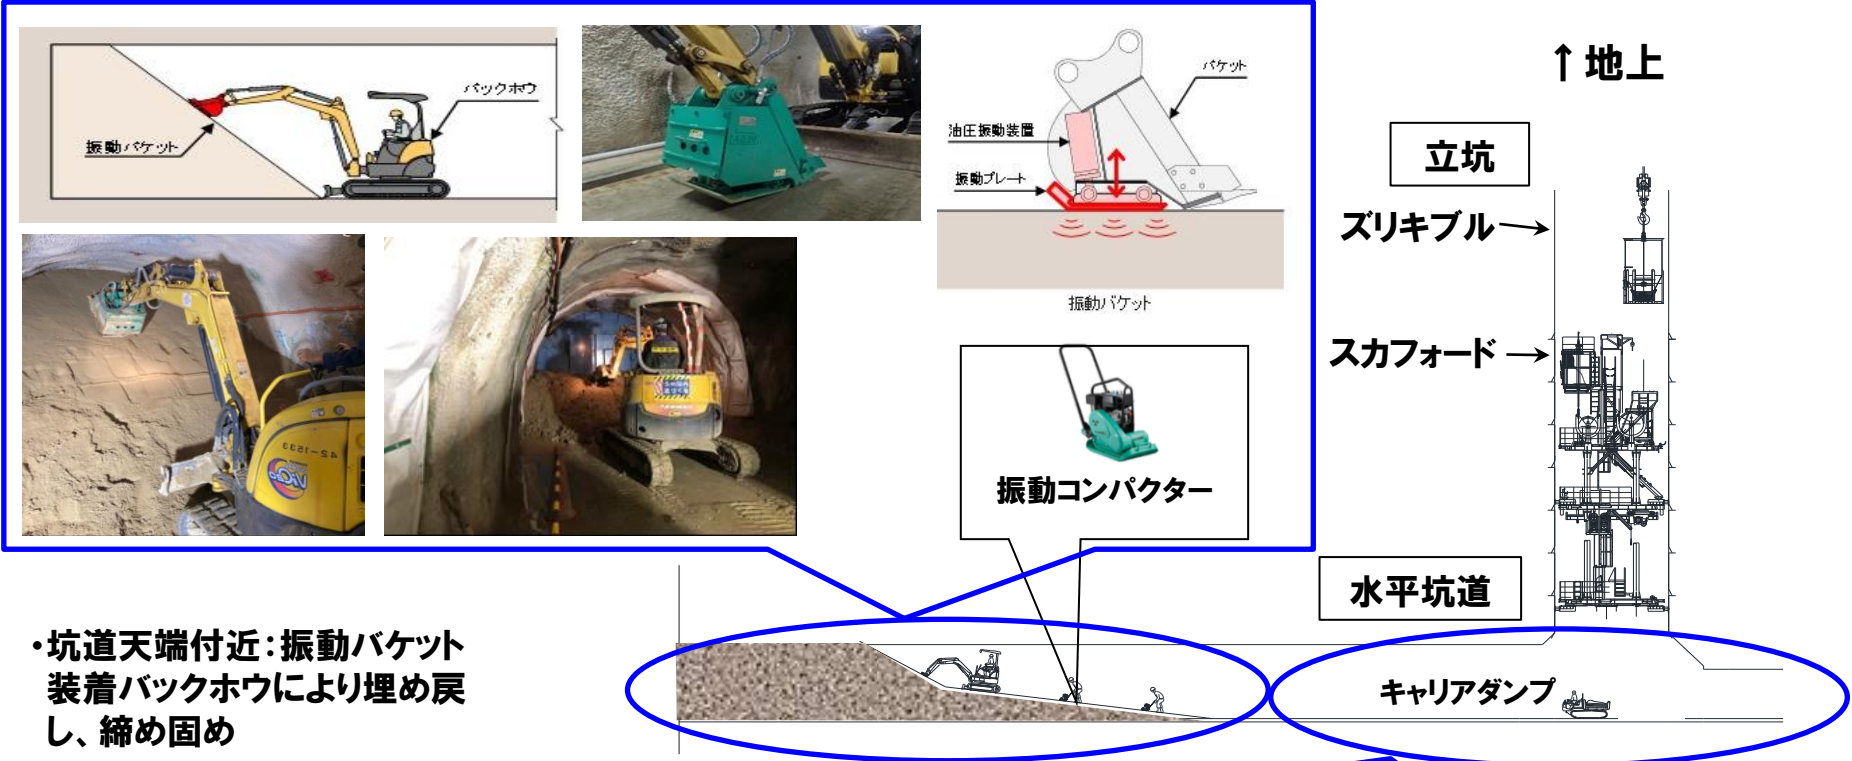 バックホウ
振動バケット
バケット
油圧振動装置
振動プレート
振動バケット
振動コンパクター
↑地上
立坑
ズリキブル
スカフォード
水平坑道
キャリアダンプ
・坑道天端付近：振動バケット
装着バックホウにより埋め戻
し、締め固め
42-1533
ViO20